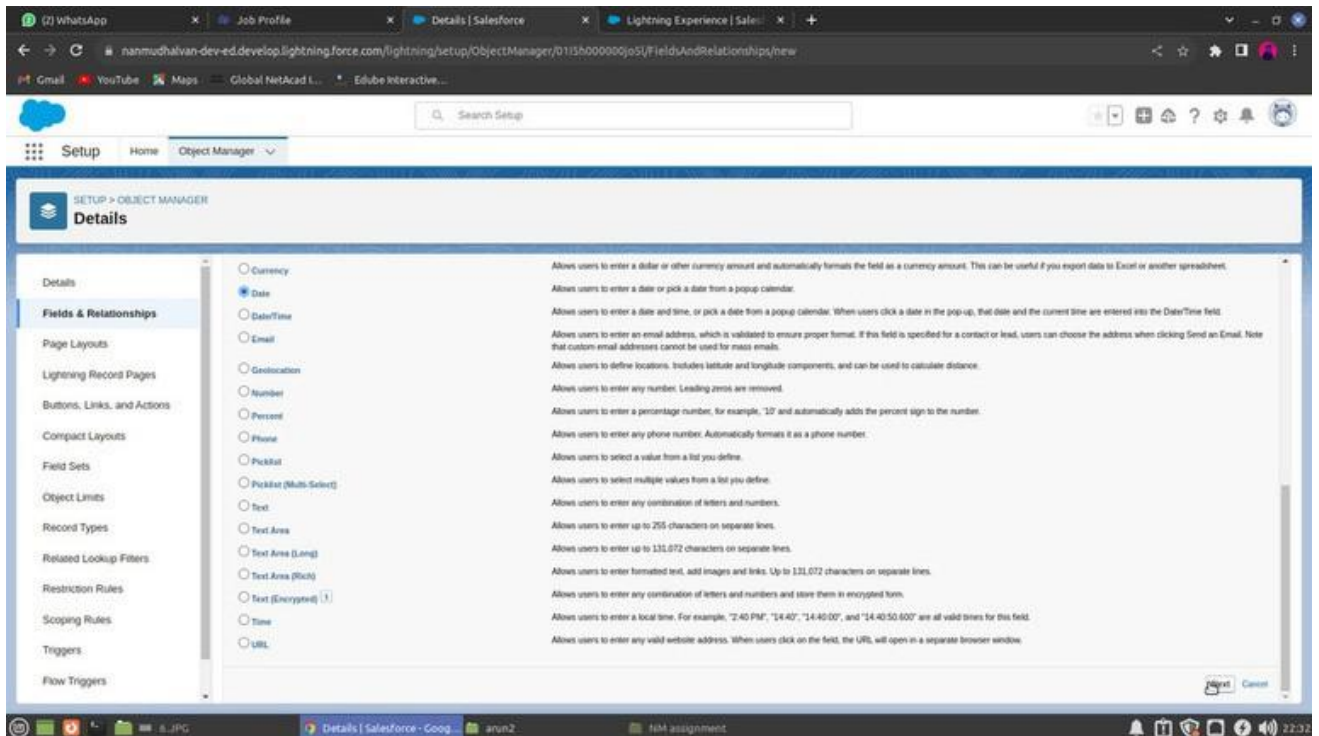 (2) WhatsApp
Job Profile
Details | Salesforce
Lightning Experience | Sales
nanmudhalvan-dev-ed.develop.lightning.force.com/lightning/setup/ObjectManager/01I5h000000joSl/FieldsAndRelationships/new
Gmail YouTube Maps Global NetAcad L... Edube Interactive...
Search Setup
Setup Home Object Manager
SETUP > OBJECT MANAGER
Details
Details
Fields & Relationships
Page Layouts
Lightning Record Pages
Buttons, Links, and Actions
Compact Layouts
Field Sets
Object Limits
Record Types
Related Lookup Filters
Restriction Rules
Scoping Rules
Triggers
Flow Triggers
Currency Allows users to enter a dollar or other currency amount and automatically formats the field as a currency amount. This can be useful if you export data to Excel or another spreadsheet.
Date Allows users to enter a date or pick a date from a popup calendar.
Date/Time Allows users to enter a date and time, or pick a date from a popup calendar. When users click a date in the pop-up, that date and the current time are entered into the Date/Time field.
Email Allows users to enter an email address, which is validated to ensure proper format. If this field is specified for a contact or lead, users can choose the address when clicking Send an Email. Note
that custom email addresses cannot be used for mass emails.
Geolocation Allows users to define locations. Includes latitude and longitude components, and can be used to calculate distance.
Number Allows users to enter any number. Leading zeros are removed.
Percent Allows users to enter a percentage number, for example, '10' and automatically adds the percent sign to the number.
Phone Allows users to enter any phone number. Automatically formats it as a phone number.
Picklist Allows users to select a value from a list you define.
Picklist (Multi-Select) Allows users to select multiple values from a list you define.
Text Allows users to enter any combination of letters and numbers.
Text Area Allows users to enter up to 255 characters on separate lines.
Text Area (Long) Allows users to enter up to 131,072 characters on separate lines.
Text Area (Rich) Allows users to enter formatted text, add images and links. Up to 131,072 characters on separate lines.
Text (Encrypted) Allows users to enter any combination of letters and numbers and store them in encrypted form.
Time Allows users to enter a local time. For example, "2:40 PM", "14:40", "14:40:00", and "14:40:50.600" are all valid times for this field.
URL Allows users to enter any valid website address. When users click on the field, the URL will open in a separate browser window.
Next Cancel
6.JPG Details | Salesforce - Goog... arun2 NM assignment 22:32